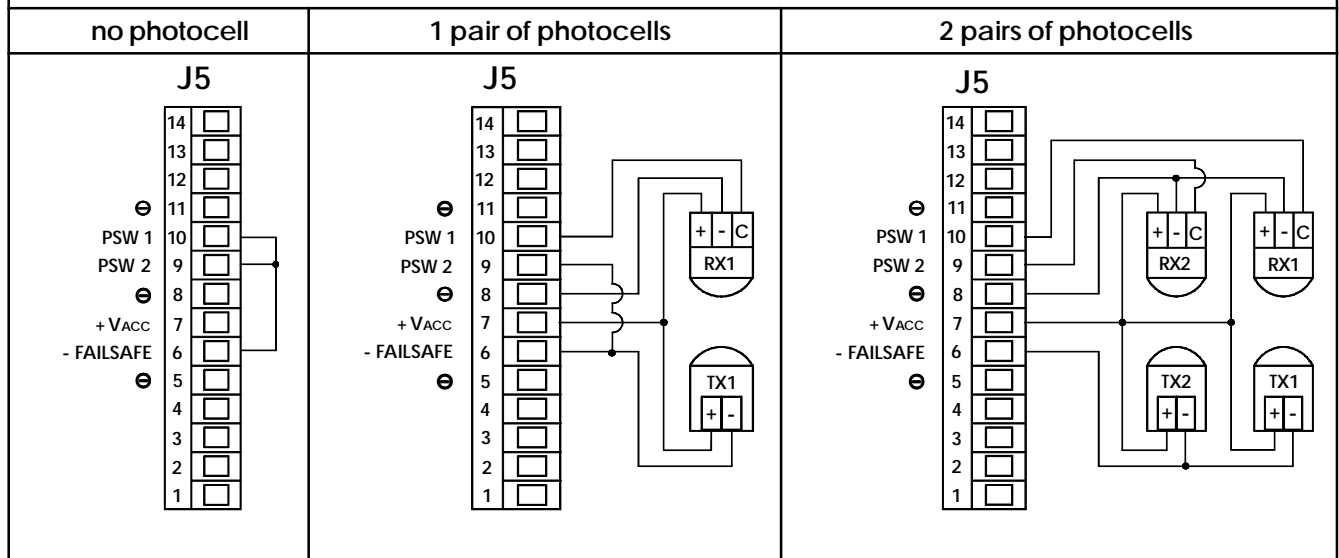 no photocell
1 pair of photocells
2 pairs of photocells
J5
14
13
12
⊖ 11
PSW 1 10
PSW 2 9
⊖ 8
+ VACC 7
- FAILSAFE 6
⊖ 5
4
3
2
1
J5
14
13
12
⊖ 11
PSW 1 10
PSW 2 9
⊖ 8
+ VACC 7
- FAILSAFE 6
⊖ 5
4
3
2
1
+ - C
RX1
TX1
+ -
J5
14
13
12
⊖ 11
PSW 1 10
PSW 2 9
⊖ 8
+ VACC 7
- FAILSAFE 6
⊖ 5
4
3
2
1
+ - C
RX2
+ - C
RX1
TX2
+ -
TX1
+ -